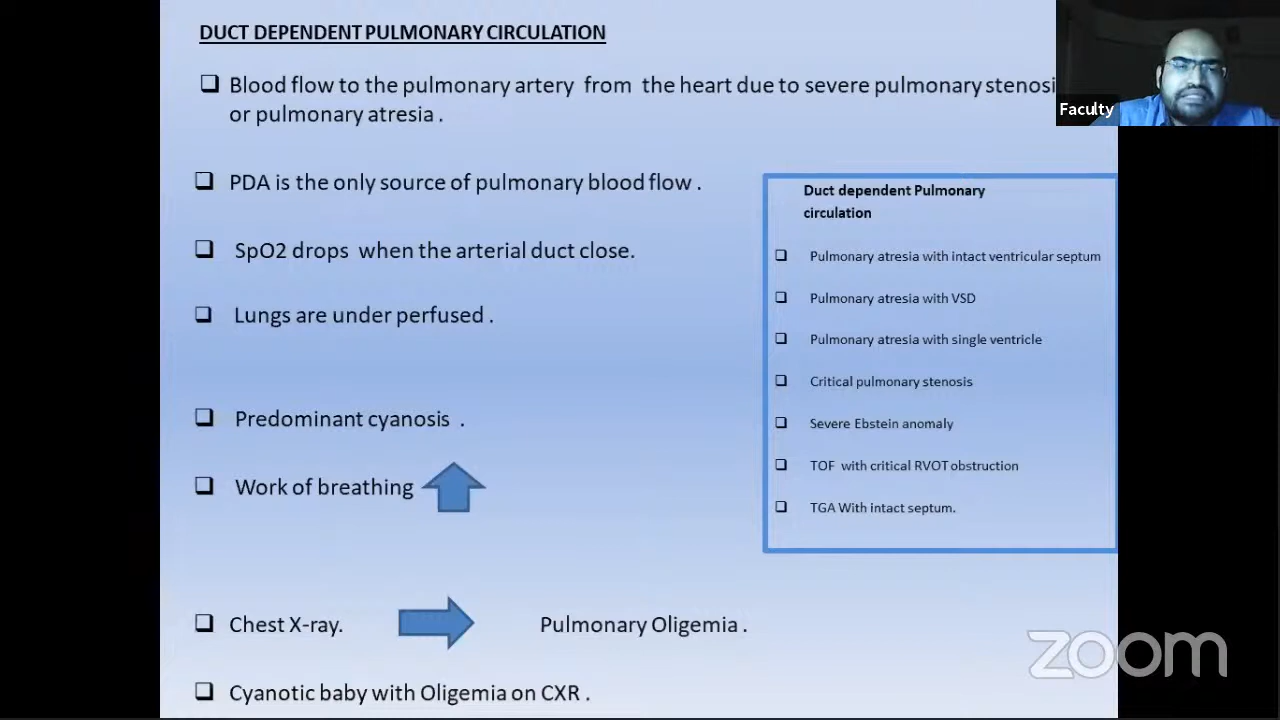 DUCT DEPENDENT PULMONARY CIRCULATION
Blood flow to the pulmonary artery from the heart due to severe pulmonary stenosi
or pulmonary atresia .
PDA is the only source of pulmonary blood flow .
SpO2 drops when the arterial duct close.
Lungs are under perfused .
Predominant cyanosis .
Work of breathing
Chest X-ray. Pulmonary Oligemia .
Cyanotic baby with Oligemia on CXR .
Duct dependent Pulmonary
circulation
Pulmonary atresia with intact ventricular septum
Pulmonary atresia with VSD
Pulmonary atresia with single ventricle
Critical pulmonary stenosis
Severe Ebstein anomaly
TOF with critical RVOT obstruction
TGA With intact septum.
Faculty
zoom